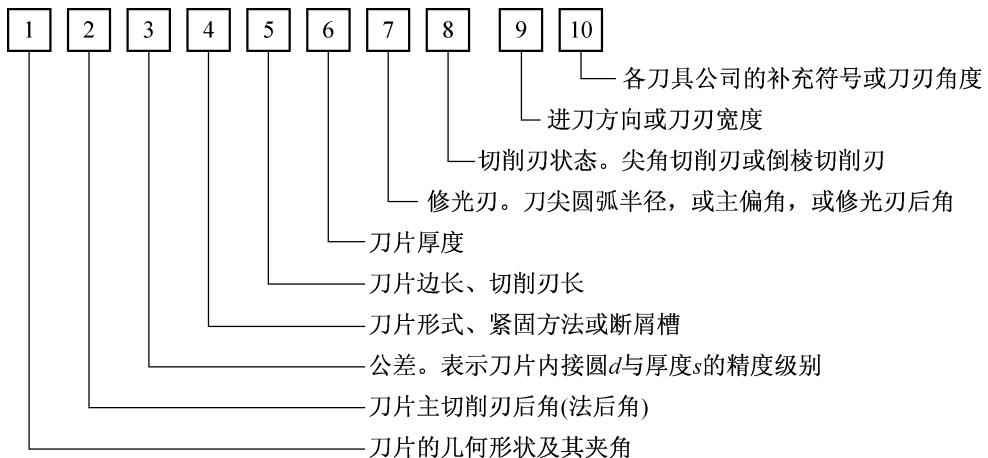 1 2 3 4 5 6 7 8 9 10
各刀具公司的补充符号或刀刃角度
进刀方向或刀刃宽度
切削刃状态。尖角切削刃或倒棱切削刃
修光刃。刀尖圆弧半径，或主偏角，或修光刃后角
刀片厚度
刀片边长、切削刃长
刀片形式、紧固方法或断屑槽
公差。表示刀片内接圆d与厚度s的精度级别
刀片主切削刃后角(法后角)
刀片的几何形状及其夹角